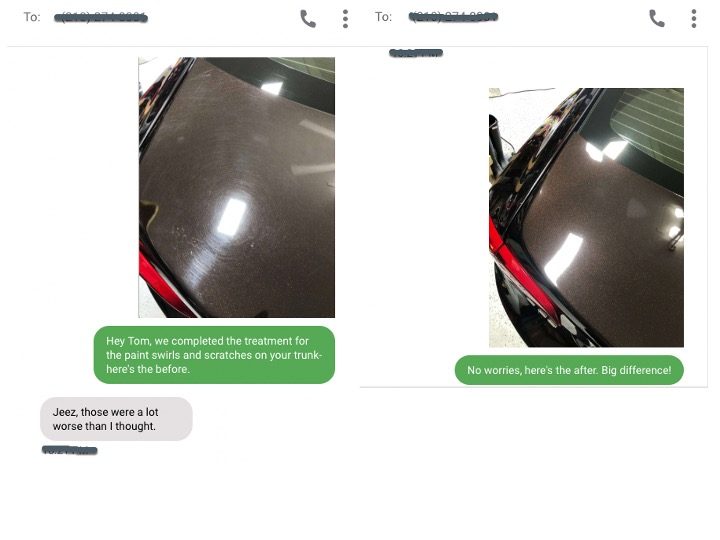 To:
Hey Tom, we completed the treatment for
the paint swirls and scratches on your trunk-
here's the before.
Jeez, those were a lot
worse than I thought.
To:
No worries, here's the after. Big difference!